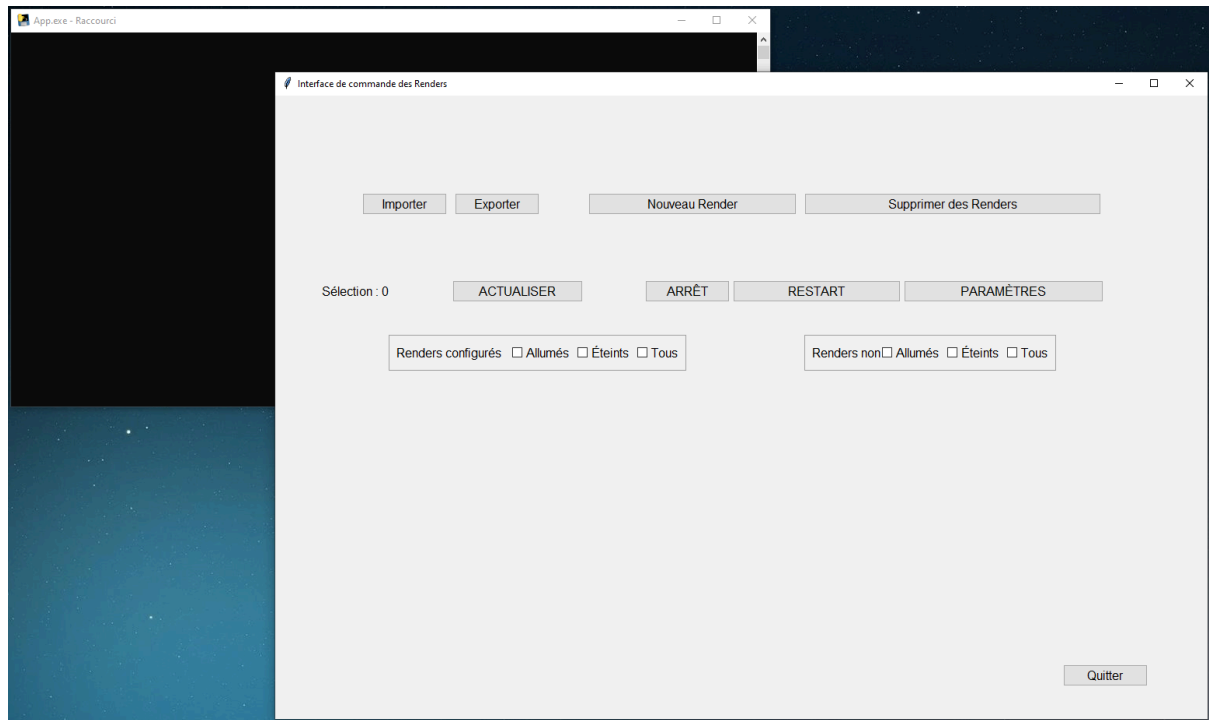 App.exe - Raccourci
Interface de commande des Renders
Importer Exporter Nouveau Render Supprimer des Renders
Sélection : 0 ACTUALISER ARRÊT RESTART PARAMÈTRES
Renders configurés Allumés Éteints Tous Renders non Allumés Éteints Tous
Quitter